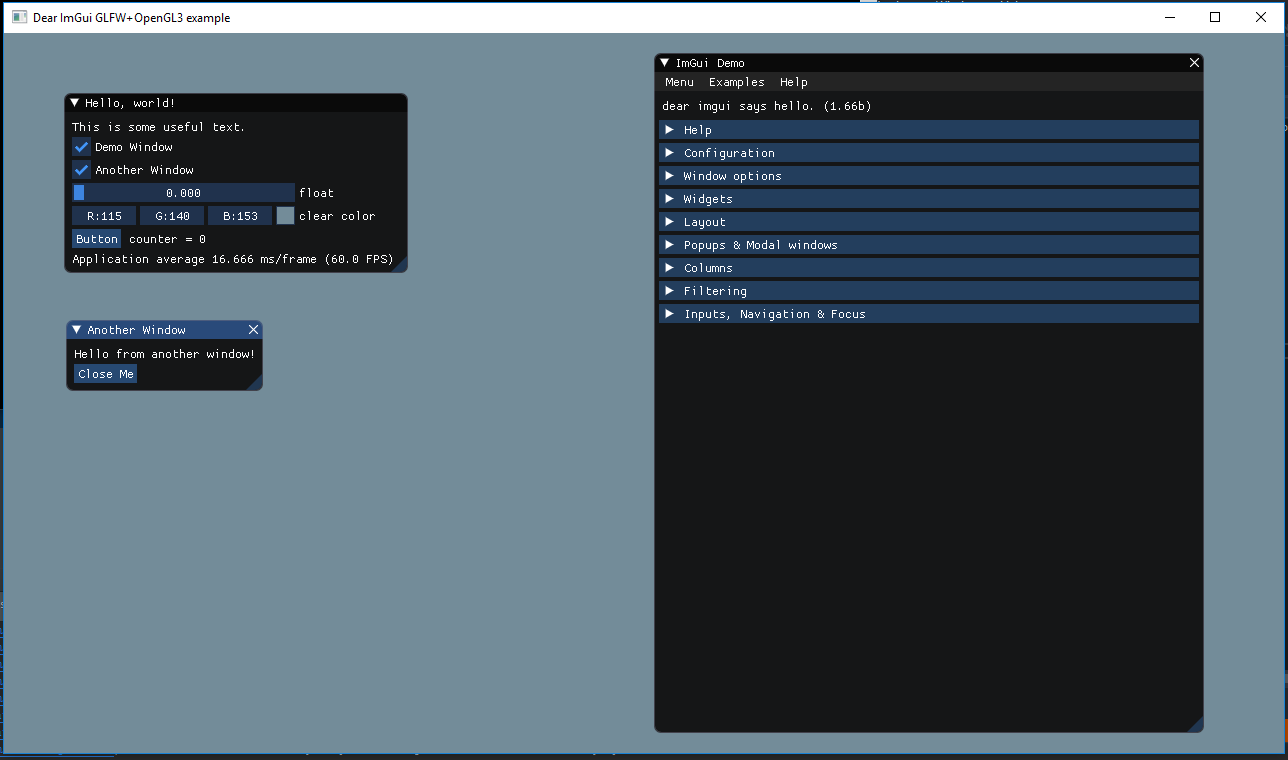 Dear ImGui GLFW+OpenGL3 example
Hello, world!
This is some useful text.
Demo Window
Another Window
0.000 float
R:115 G:140 B:153 clear color
Button counter = 0
Application average 16.666 ms/frame (60.0 FPS)
Another Window
Hello from another window!
Close Me
ImGui Demo
Menu Examples Help
dear imgui says hello. (1.66b)
Help
Configuration
Window options
Widgets
Layout
Popups & Modal windows
Columns
Filtering
Inputs, Navigation & Focus